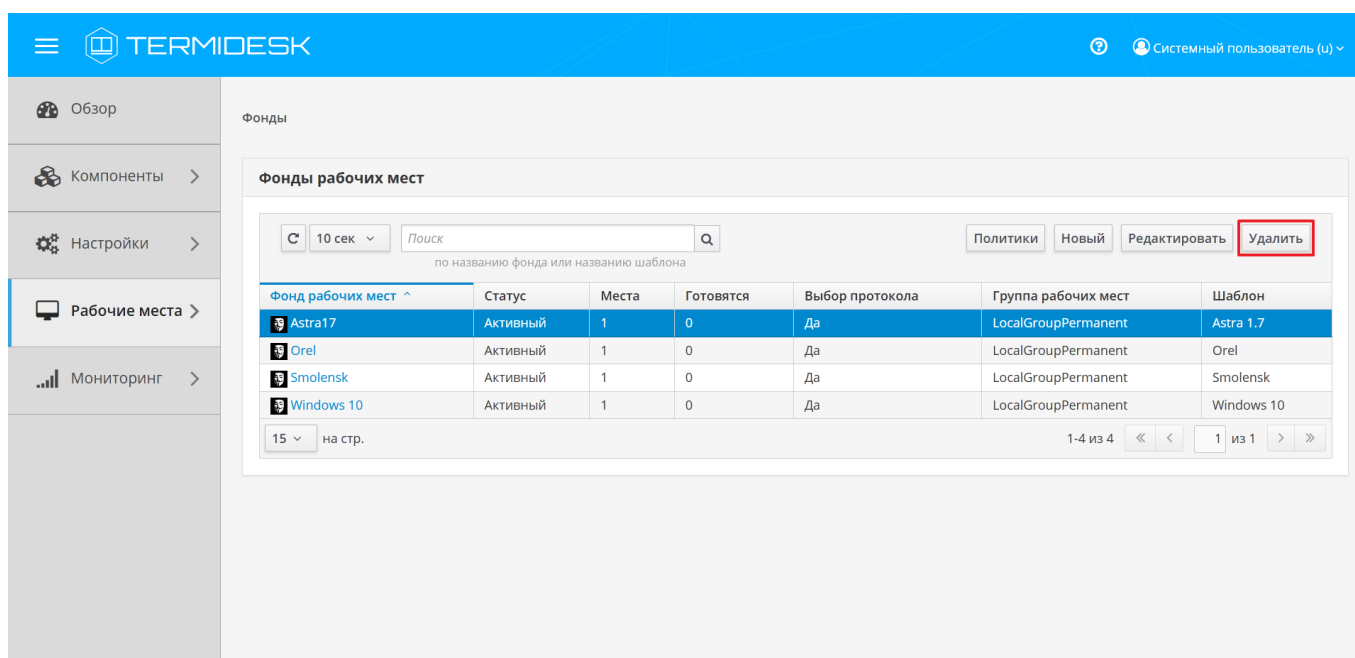 TERMIDESK
Системный пользователь (u)
Обзор
Компоненты
Настройки
Рабочие места
Мониторинг
Фонды
Фонды рабочих мест
10 сек Поиск Политики Новый Редактировать Удалить
по названию фонда или названию шаблона
Фонд рабочих мест Статус Места Готовятся Выбор протокола Группа рабочих мест Шаблон
Astra17 Активный 1 0 Да LocalGroupPermanent Astra 1.7
Orel Активный 1 0 Да LocalGroupPermanent Orel
Smolensk Активный 1 0 Да LocalGroupPermanent Smolensk
Windows 10 Активный 1 0 Да LocalGroupPermanent Windows 10
15 на стр. 1-4 из 4 1 из 1